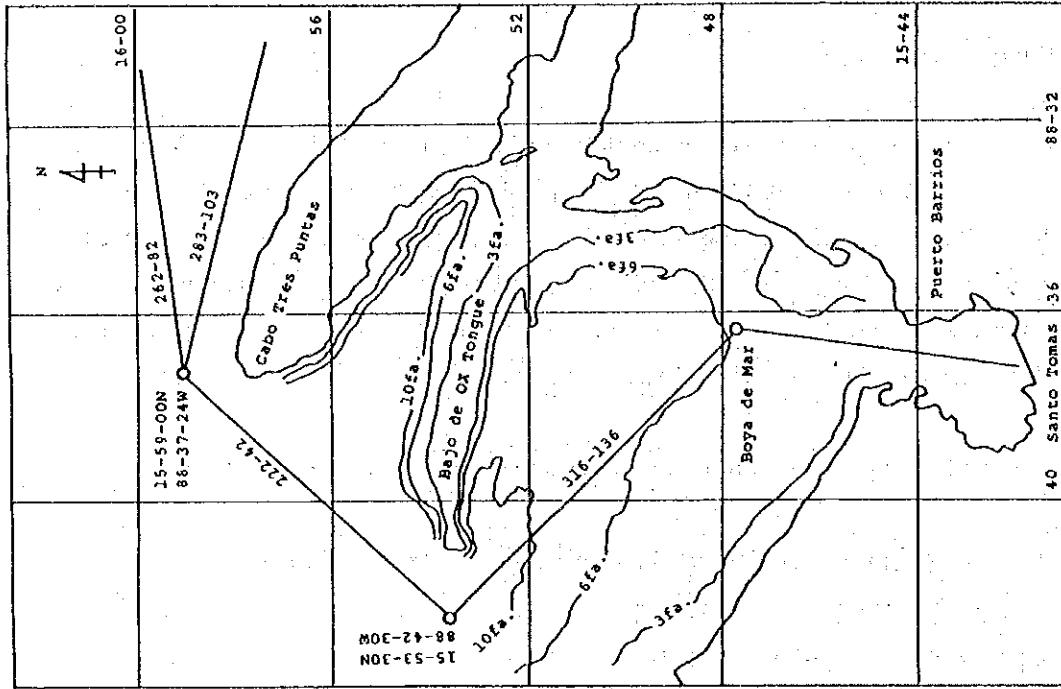 N
16-00
56
52
48
15-44
15-59-00N
88-37-24W
262-82
283-103
222-42
Cabo Tres Puntas
10fa.
6fa.
3fa.
Bajo de OX Tongue
15-53-30N
88-42-30W
316-136
10fa.
6fa.
3fa.
6fa.
3fa.
Boya de Mar
Puerto Barrios
Santo Tomas
40
36
88-32